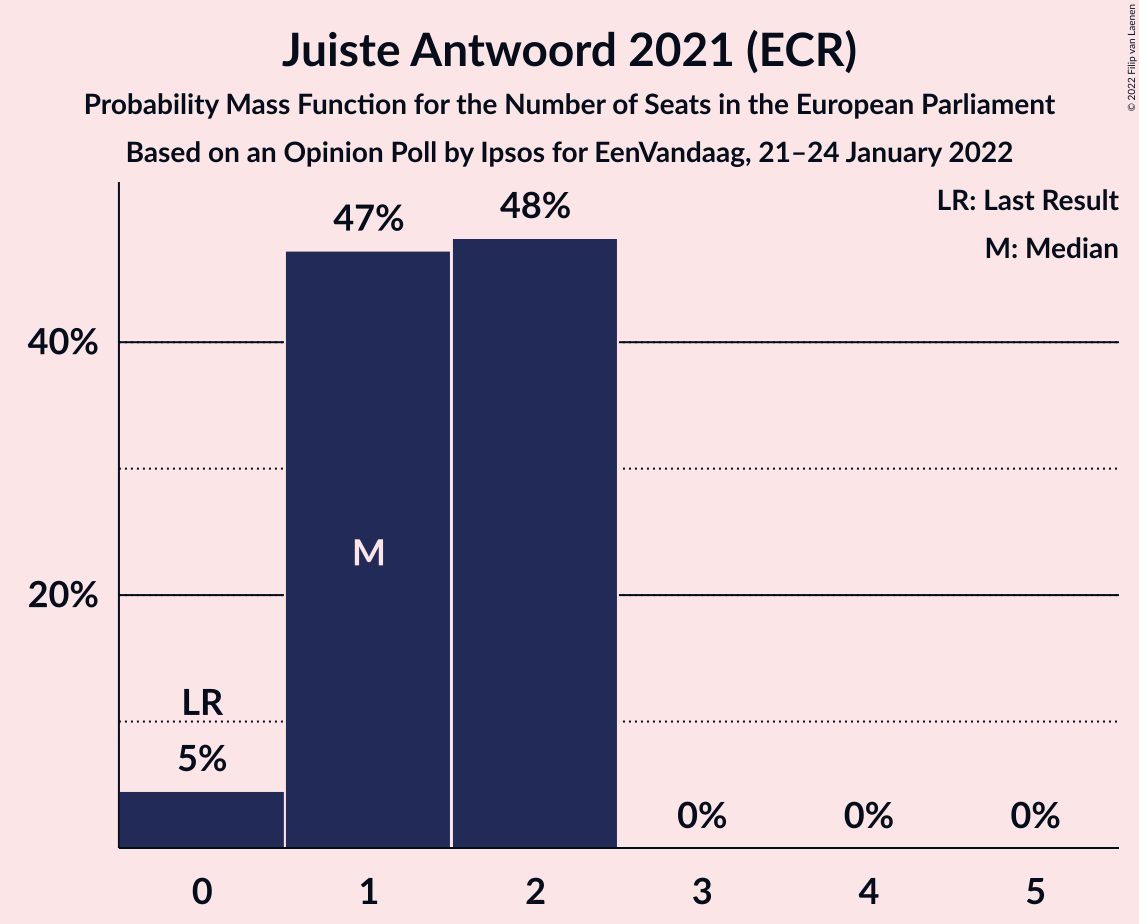 Juiste Antwoord 2021 (ECR)
Probability Mass Function for the Number of Seats in the European Parliament
Based on an Opinion Poll by Ipsos for EenVandaag, 21–24 January 2022
© 2022 Filip van Laenen
LR: Last Result
M: Median
47%
48%
40%
M
20%
LR
5%
0%
0%
0%
0
1
2
3
4
5